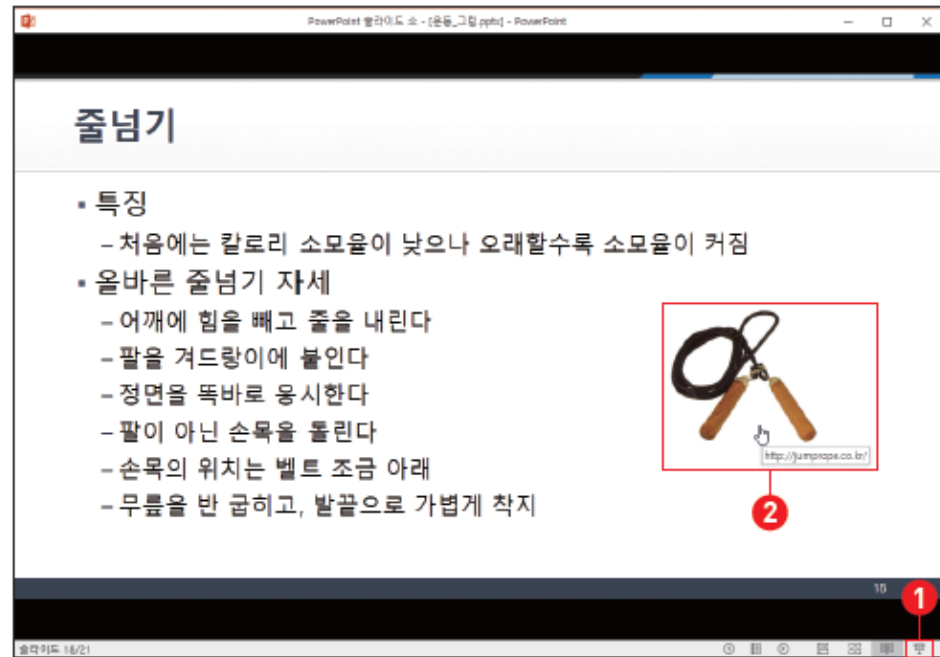 PowerPoint 슬라이드 쇼 - [운동_그림.pptx] - PowerPoint
줄넘기
▪ 특징
– 처음에는 칼로리 소모율이 낮으나 오래할수록 소모율이 커짐
▪ 올바른 줄넘기 자세
– 어깨에 힘을 빼고 줄을 내린다
– 팔을 겨드랑이에 붙인다
– 정면을 똑바로 응시한다
– 팔이 아닌 손목을 돌린다
– 손목의 위치는 벨트 조금 아래
– 무릎을 반 굽히고, 발끝으로 가볍게 착지
http://jumprope.co.kr/
2
1
슬라이드 18/21